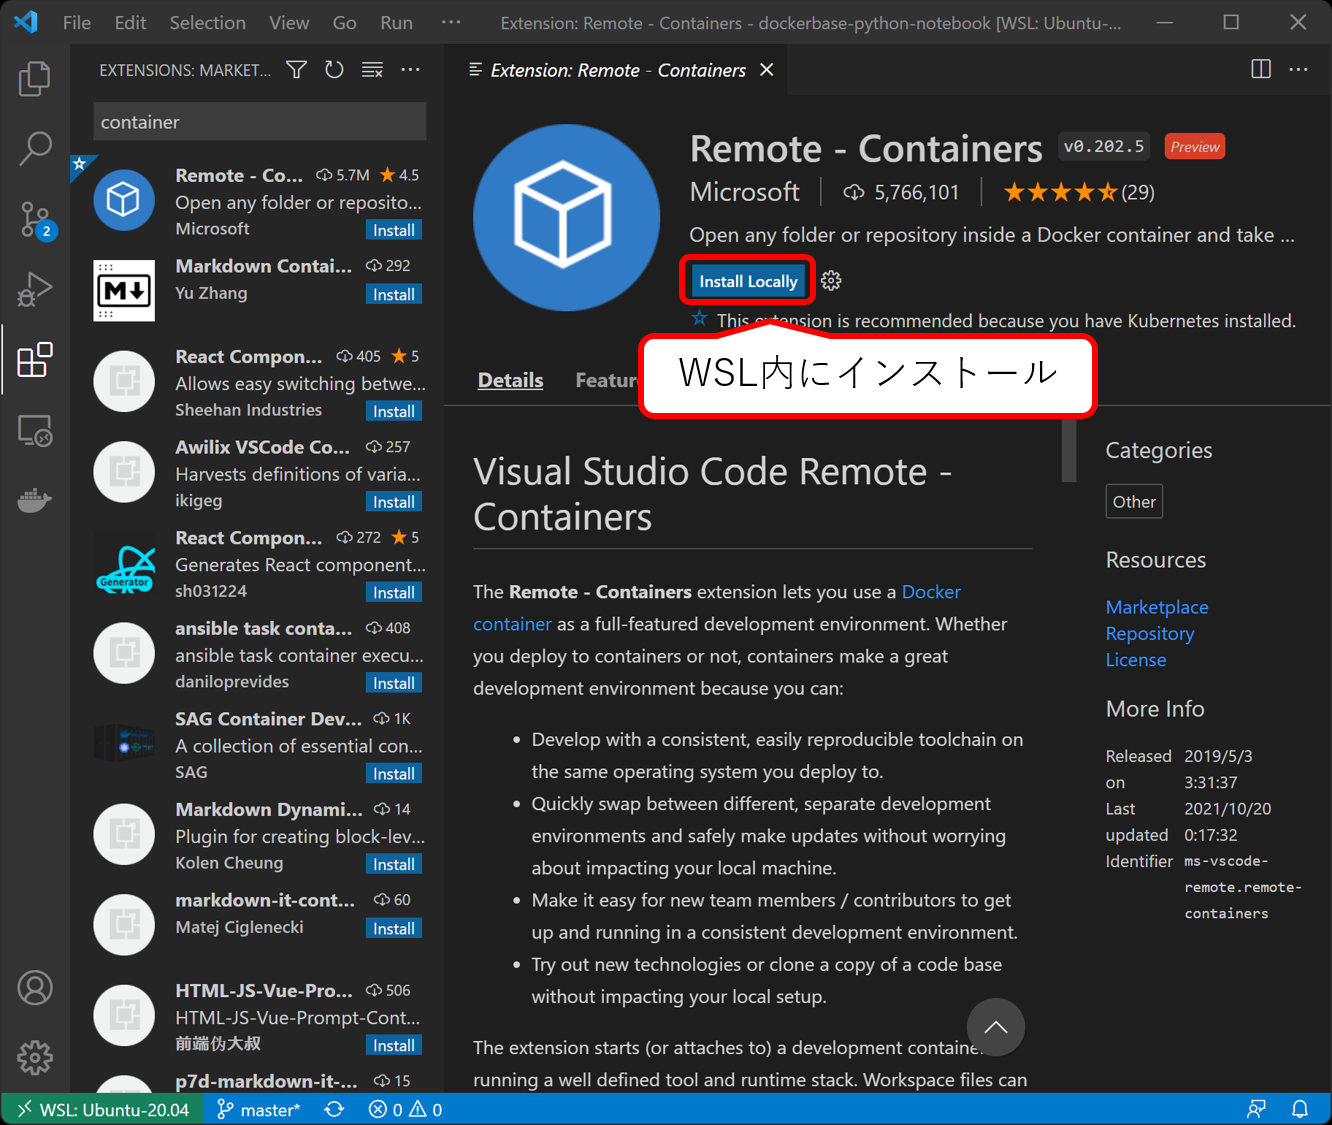 File Edit Selection View Go Run ··· Extension: Remote - Containers - dockerbase-python-notebook [WSL: Ubuntu-...
EXTENSIONS: MARKET...
container
Remote - Co... 5.7M 4.5
Open any folder or reposito...
Microsoft Install
Markdown Contai... 292
Yu Zhang Install
React Compon... 405 5
Allows easy switching betwe...
Sheehan Industries Install
Awilix VSCode Co... 257
Harvests definitions of varia...
ikigeg Install
React Compon... 272 5
Generates React component...
sh031224 Install
Generator
ansible task conta... 408
ansible task container execu...
daniloprevides Install
SAG Container Dev... 1K
A collection of essential con...
SAG Install
Markdown Dynami... 14
Plugin for creating block-lev...
Kolen Cheung Install
markdown-it-cont... 60
Matej Ciglenecki Install
HTML-JS-Vue-Pro... 506
HTML-JS-Vue-Prompt-Cont...
前端伪大叔 Install
p7d-markdown-it-... 15
2
Extension: Remote - Containers
Remote - Containers v0.202.5 Preview
Microsoft 5,766,101 (29)
Open any folder or repository inside a Docker container and take ...
Install Locally
This extension is recommended because you have Kubernetes installed.
WSL内にインストール
Details Featur
Visual Studio Code Remote -
Containers
The Remote - Containers extension lets you use a Docker
container as a full-featured development environment. Whether
you deploy to containers or not, containers make a great
development environment because you can:
• Develop with a consistent, easily reproducible toolchain on
the same operating system you deploy to.
• Quickly swap between different, separate development
environments and safely make updates without worrying
about impacting your local machine.
• Make it easy for new team members / contributors to get
up and running in a consistent development environment.
• Try out new technologies or clone a copy of a code base
without impacting your local setup.
The extension starts (or attaches to) a development container
running a well defined tool and runtime stack. Workspace files can
Categories
Other
Resources
Marketplace
Repository
License
More Info
Released 2019/5/3
on 3:31:37
Last 2021/10/20
updated 0:17:32
Identifier ms-vscode-
remote.remote-
containers
WSL: Ubuntu-20.04 master* 0 0